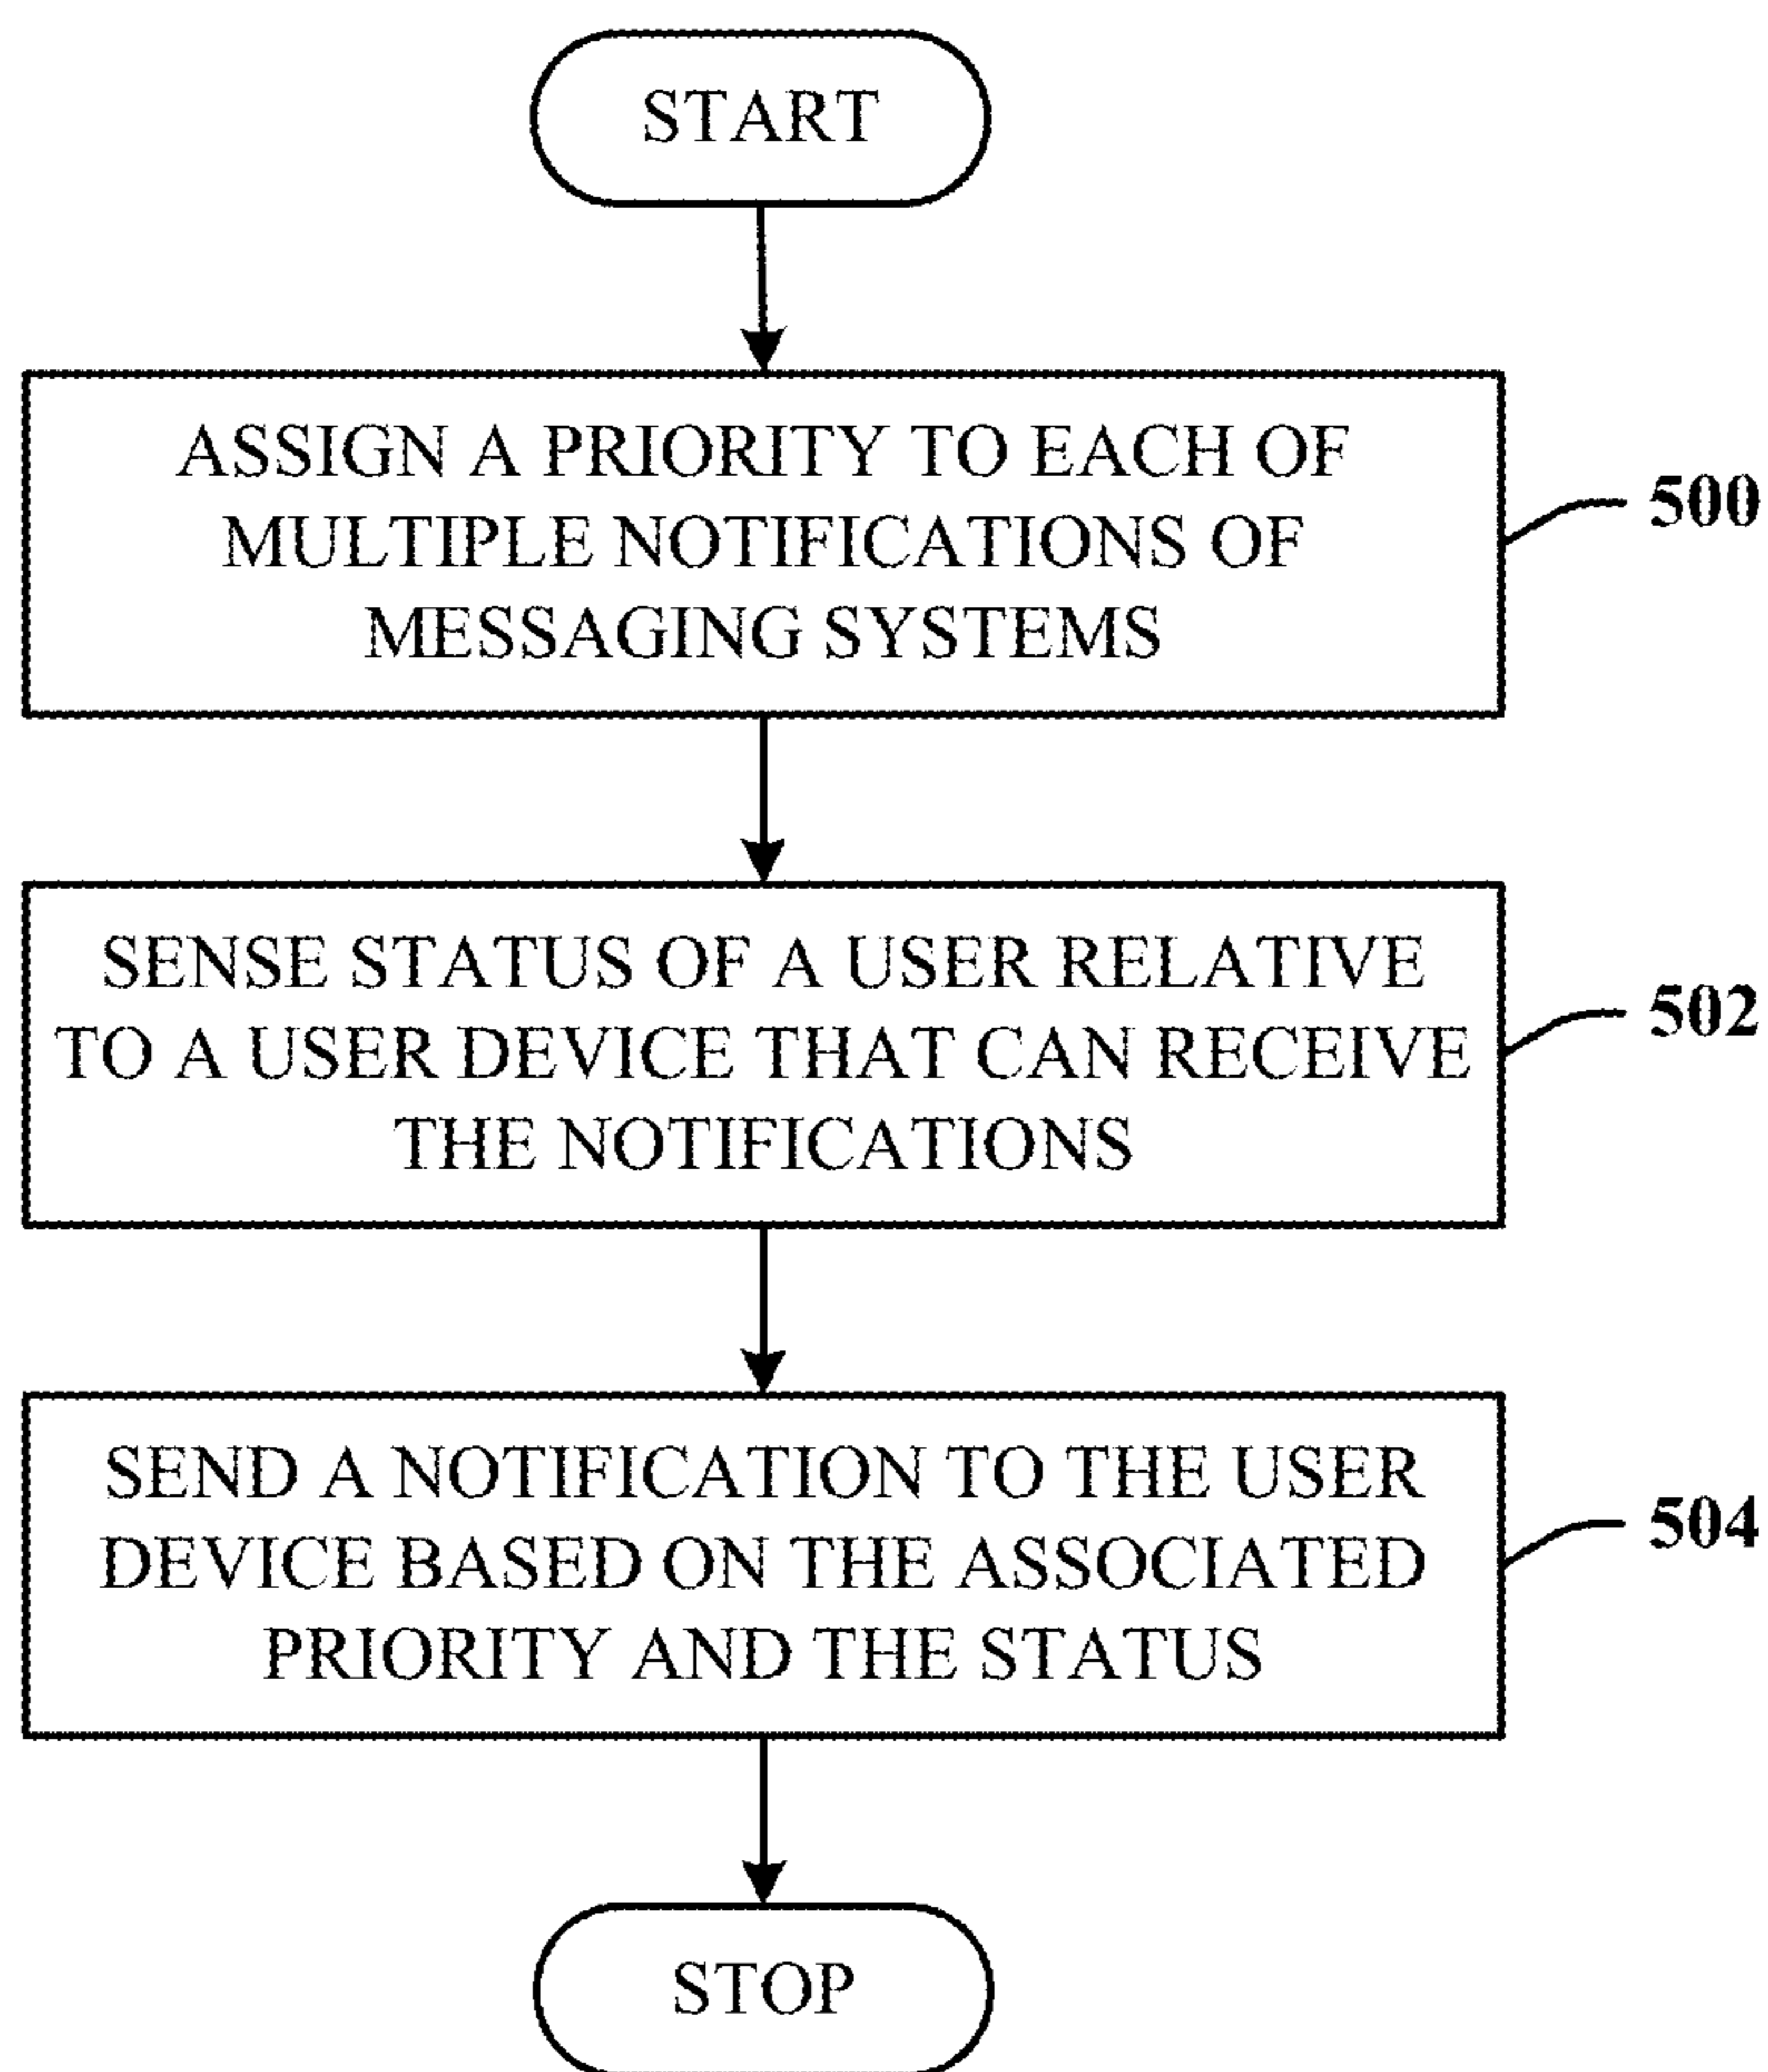 START
ASSIGN A PRIORITY TO EACH OF
MULTIPLE NOTIFICATIONS OF
MESSAGING SYSTEMS
500
SENSE STATUS OF A USER RELATIVE
TO A USER DEVICE THAT CAN RECEIVE
THE NOTIFICATIONS
502
SEND A NOTIFICATION TO THE USER
DEVICE BASED ON THE ASSOCIATED
PRIORITY AND THE STATUS
504
STOP